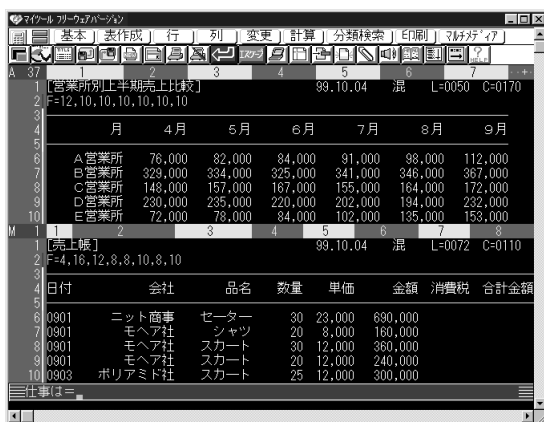 マイツール フリーウェアバージョン
基本 表作成 行 列 変更 計算 分類検索 印刷 マルチメディア
A 37 1 2 3 4 5 6 7
1 [営業所別上半期売上比較] 99.10.04 混 L=0050 C=0170
2 F=12,10,10,10,10,10,10
3
4 月 4月 5月 6月 7月 8月 9月
5
6 A営業所 76,000 82,000 84,000 91,000 98,000 112,000
7 B営業所 329,000 334,000 325,000 341,000 346,000 367,000
8 C営業所 148,000 157,000 167,000 155,000 164,000 172,000
9 D営業所 230,000 235,000 220,000 202,000 194,000 232,000
10 E営業所 72,000 78,000 84,000 102,000 135,000 153,000
M 1 1 2 3 4 5 6 7 8
1 [売上帳] 99.10.04 混 L=0072 C=0110
2 F=4,16,12,8,8,10,8,10
3
4 日付 会社 品名 数量 単価 金額 消費税 合計金額
5
6 0901 ニット商事 セーター 30 23,000 690,000
7 0901 モヘア社 シャツ 20 8,000 160,000
8 0901 モヘア社 スカート 30 12,000 360,000
9 0901 モヘア社 スカート 20 12,000 240,000
10 0903 ポリアミド社 スカート 25 12,000 300,000
仕事は=